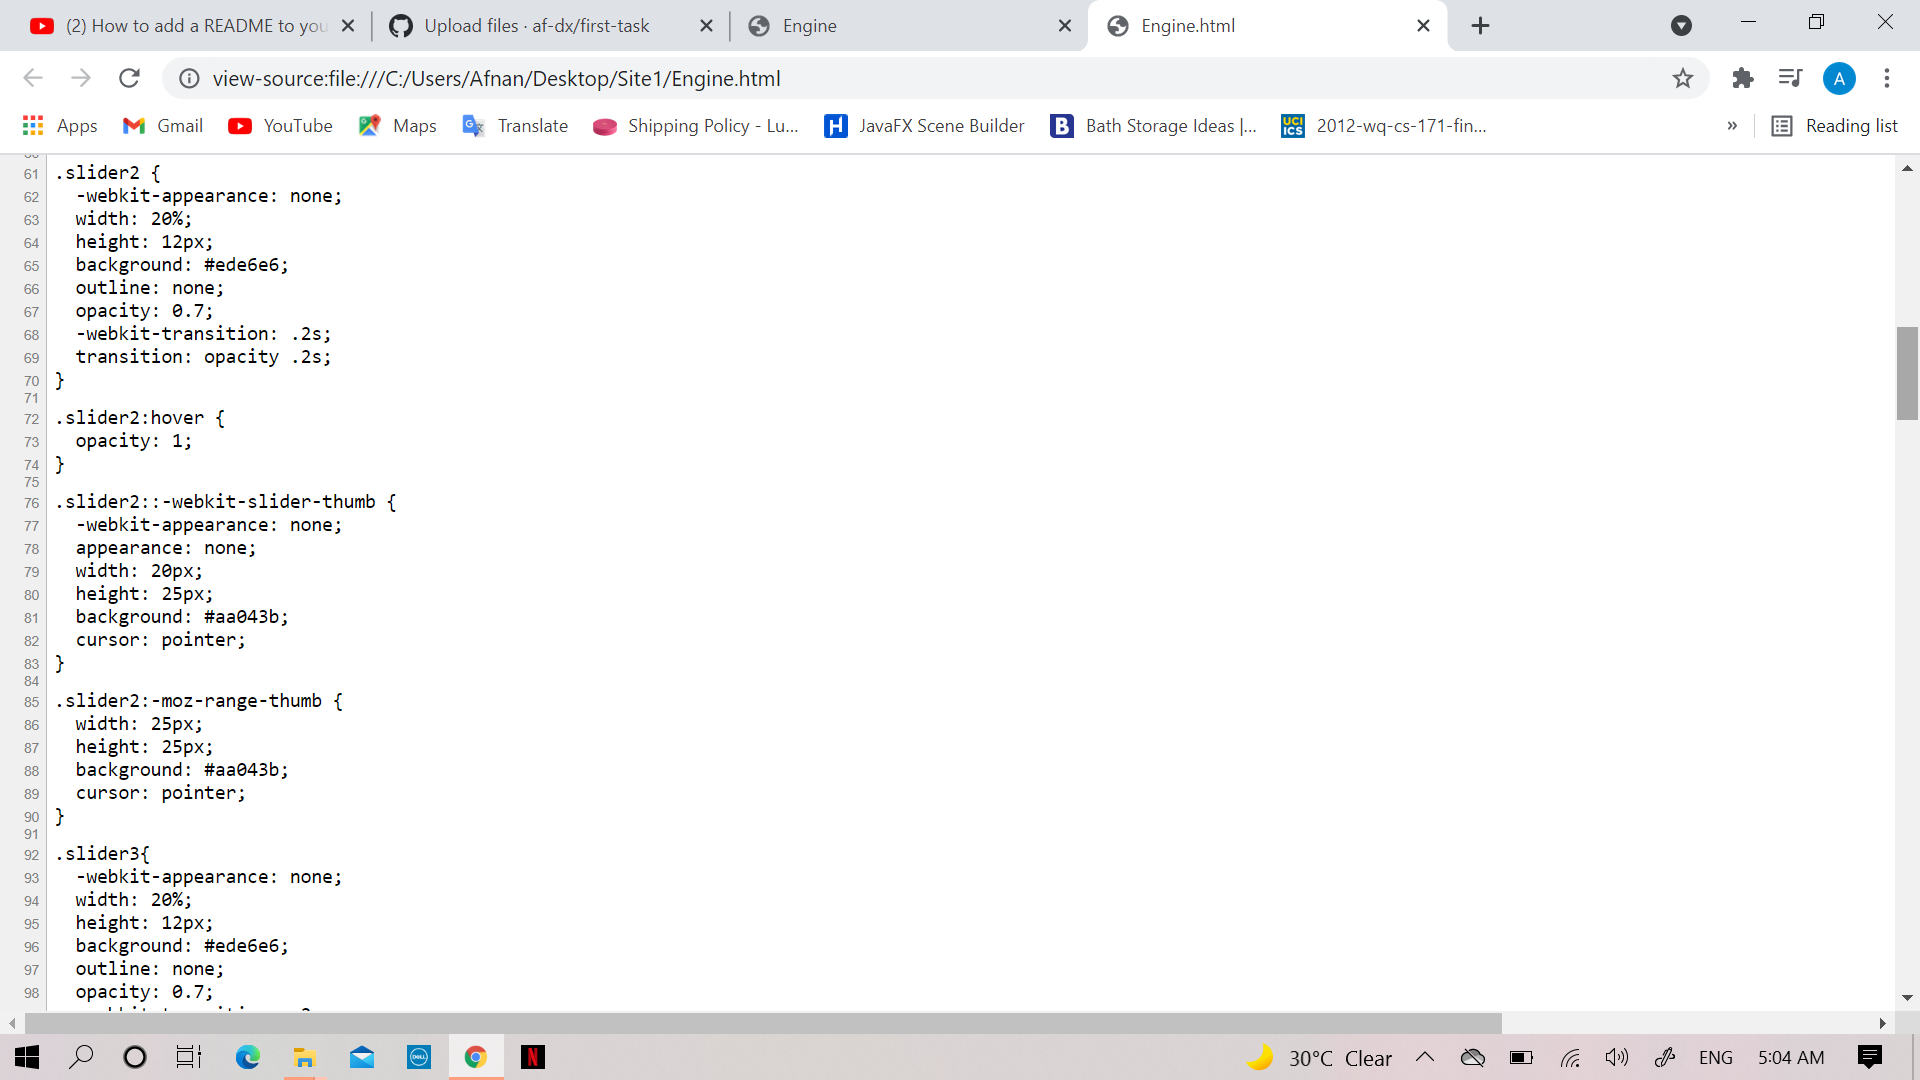 (2) How to add a README to you
Upload files · af-dx/first-task
Engine
Engine.html
view-source:file:///C:/Users/Afnan/Desktop/Site1/Engine.html
A
Apps
Gmail
YouTube
Maps
Translate
Shipping Policy - Lu...
H
JavaFX Scene Builder
B
Bath Storage Ideas |...
UCI
ICS
2012-wq-cs-171-fin...
»
Reading list
61 .slider2 {
62 -webkit-appearance: none;
63 width: 20%;
64 height: 12px;
65 background: #ede6e6;
66 outline: none;
67 opacity: 0.7;
68 -webkit-transition: .2s;
69 transition: opacity .2s;
70 }
71
72 .slider2:hover {
73 opacity: 1;
74 }
75
76 .slider2::-webkit-slider-thumb {
77 -webkit-appearance: none;
78 appearance: none;
79 width: 20px;
80 height: 25px;
81 background: #aa043b;
82 cursor: pointer;
83 }
84
85 .slider2:-moz-range-thumb {
86 width: 25px;
87 height: 25px;
88 background: #aa043b;
89 cursor: pointer;
90 }
91
92 .slider3{
93 -webkit-appearance: none;
94 width: 20%;
95 height: 12px;
96 background: #ede6e6;
97 outline: none;
98 opacity: 0.7;
DELL
N
30°C Clear
ENG
5:04 AM